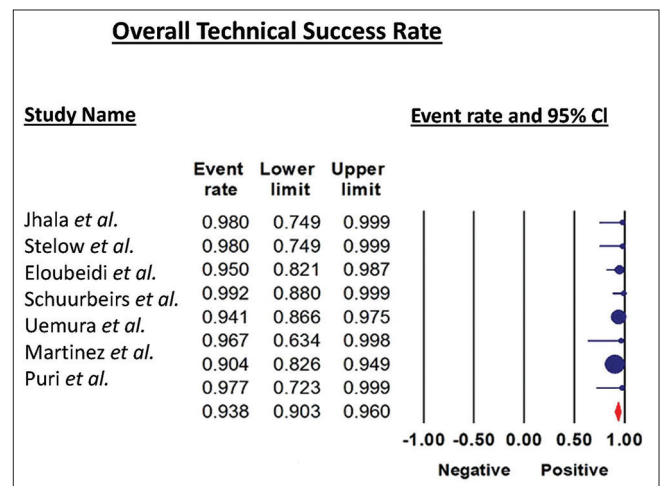 Overall Technical Success Rate
Study Name
Event rate and 95% Cl
Event Lower Upper
rate limit limit
Jhala et al. 0.980 0.749 0.999
Stelow et al. 0.980 0.749 0.999
Eloubeidi et al. 0.950 0.821 0.987
Schuurbeirs et al. 0.992 0.880 0.999
Uemura et al. 0.941 0.866 0.975
Martinez et al. 0.967 0.634 0.998
Puri et al. 0.904 0.826 0.949
0.977 0.723 0.999
0.938 0.903 0.960
-1.00 -0.50 0.00 0.50 1.00
Negative Positive